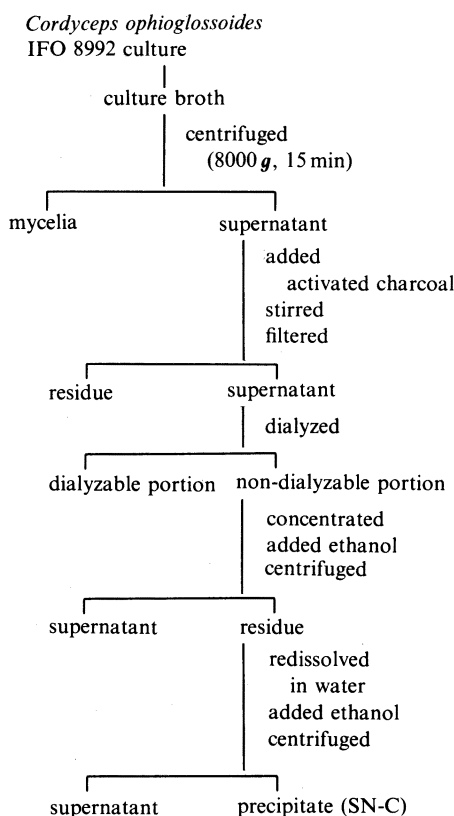 Cordyceps ophioglossoides
IFO 8992 culture
culture broth
centrifuged
(8000 g, 15 min)
mycelia supernatant
added
activated charcoal
stirred
filtered
residue supernatant
dialyzed
dialyzable portion non-dialyzable portion
concentrated
added ethanol
centrifuged
supernatant residue
redissolved
in water
added ethanol
centrifuged
supernatant precipitate (SN-C)